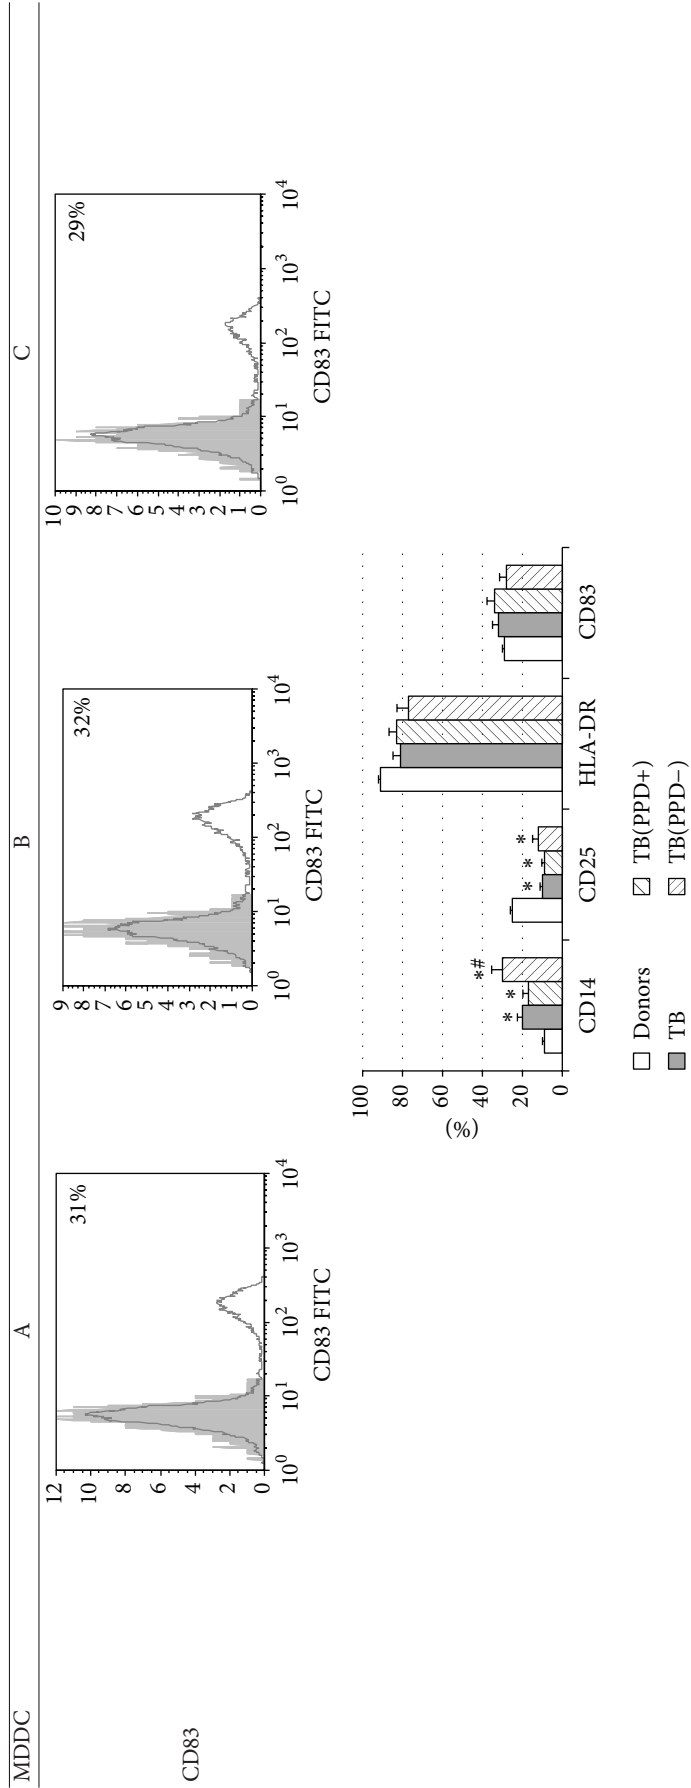 MDDC A B C
CD83
12
10
8
6
4
2
0
31%
10^0 10^1 10^2 10^3 10^4
CD83 FITC
9
8
7
6
5
4
3
2
1
0
32%
10^0 10^1 10^2 10^3 10^4
CD83 FITC
10
9
8
7
6
5
4
3
2
1
0
29%
10^0 10^1 10^2 10^3 10^4
CD83 FITC
(%)
100
80
60
40
20
0
* * *#
* * *
CD14 CD25 HLA-DR CD83
Donors
TB
TB(PPD+)
TB(PPD−)